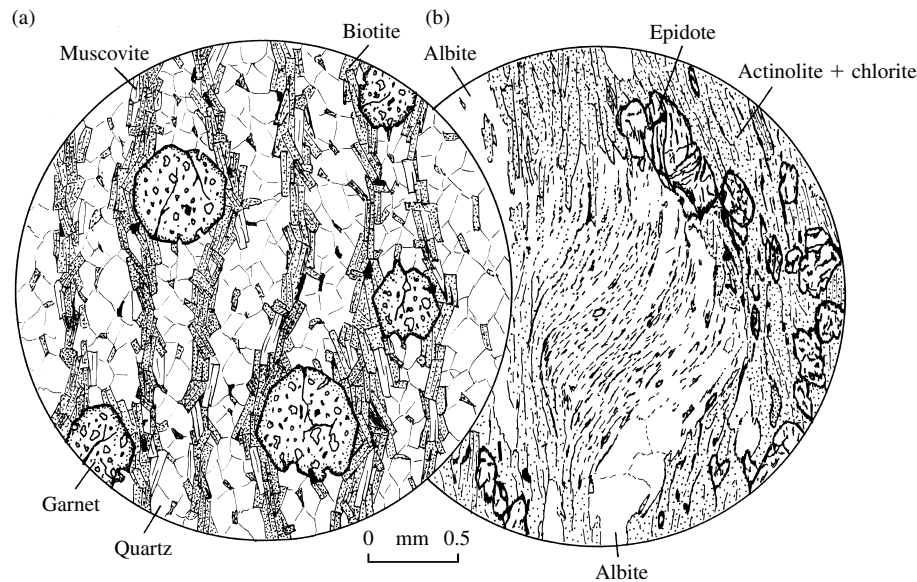 (a)
(b)
Muscovite
Biotite
Albite
Epidote
Actinolite + chlorite
Garnet
Quartz
0 mm 0.5
Albite